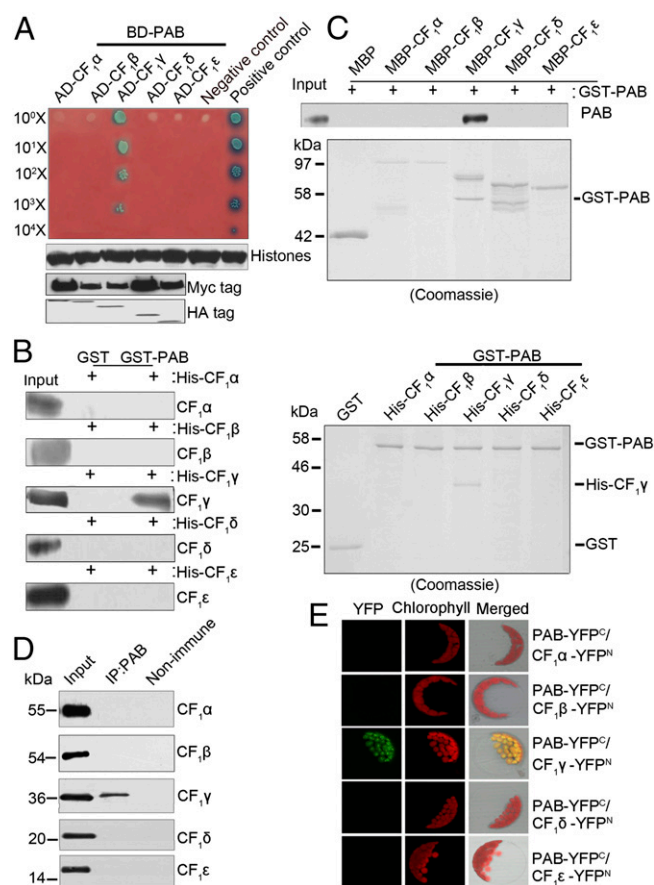 A
BD-PAB
AD-CF₁α
AD-CF₁β
AD-CF₁γ
AD-CF₁δ
AD-CF₁ε
Negative control
Positive control
10⁰X
10¹X
10²X
10³X
10⁴X
Histones
Myc tag
HA tag
C
MBP
MBP-CF₁α
MBP-CF₁β
MBP-CF₁γ
MBP-CF₁δ
MBP-CF₁ε
Input + + + + + + :GST-PAB
PAB
kDa
97
58
42
GST-PAB
(Coomassie)
B
GST GST-PAB
Input + + :His-CF₁α
CF₁α
+ + :His-CF₁β
CF₁β
+ + :His-CF₁γ
CF₁γ
+ + :His-CF₁δ
CF₁δ
+ + :His-CF₁ε
CF₁ε
GST-PAB
GST
His-CF₁α
His-CF₁β
His-CF₁γ
His-CF₁δ
His-CF₁ε
kDa
58
46
30
25
GST-PAB
His-CF₁γ
GST
(Coomassie)
D
Input
IP:PAB
Non-immune
kDa
55 CF₁α
54 CF₁β
36 CF₁γ
20 CF₁δ
14 CF₁ε
E
YFP Chlorophyll Merged
PAB-YFPᶜ/
CF₁α-YFPᴺ
PAB-YFPᶜ/
CF₁β-YFPᴺ
PAB-YFPᶜ/
CF₁γ-YFPᴺ
PAB-YFPᶜ/
CF₁δ-YFPᴺ
PAB-YFPᶜ/
CF₁ε-YFPᴺ